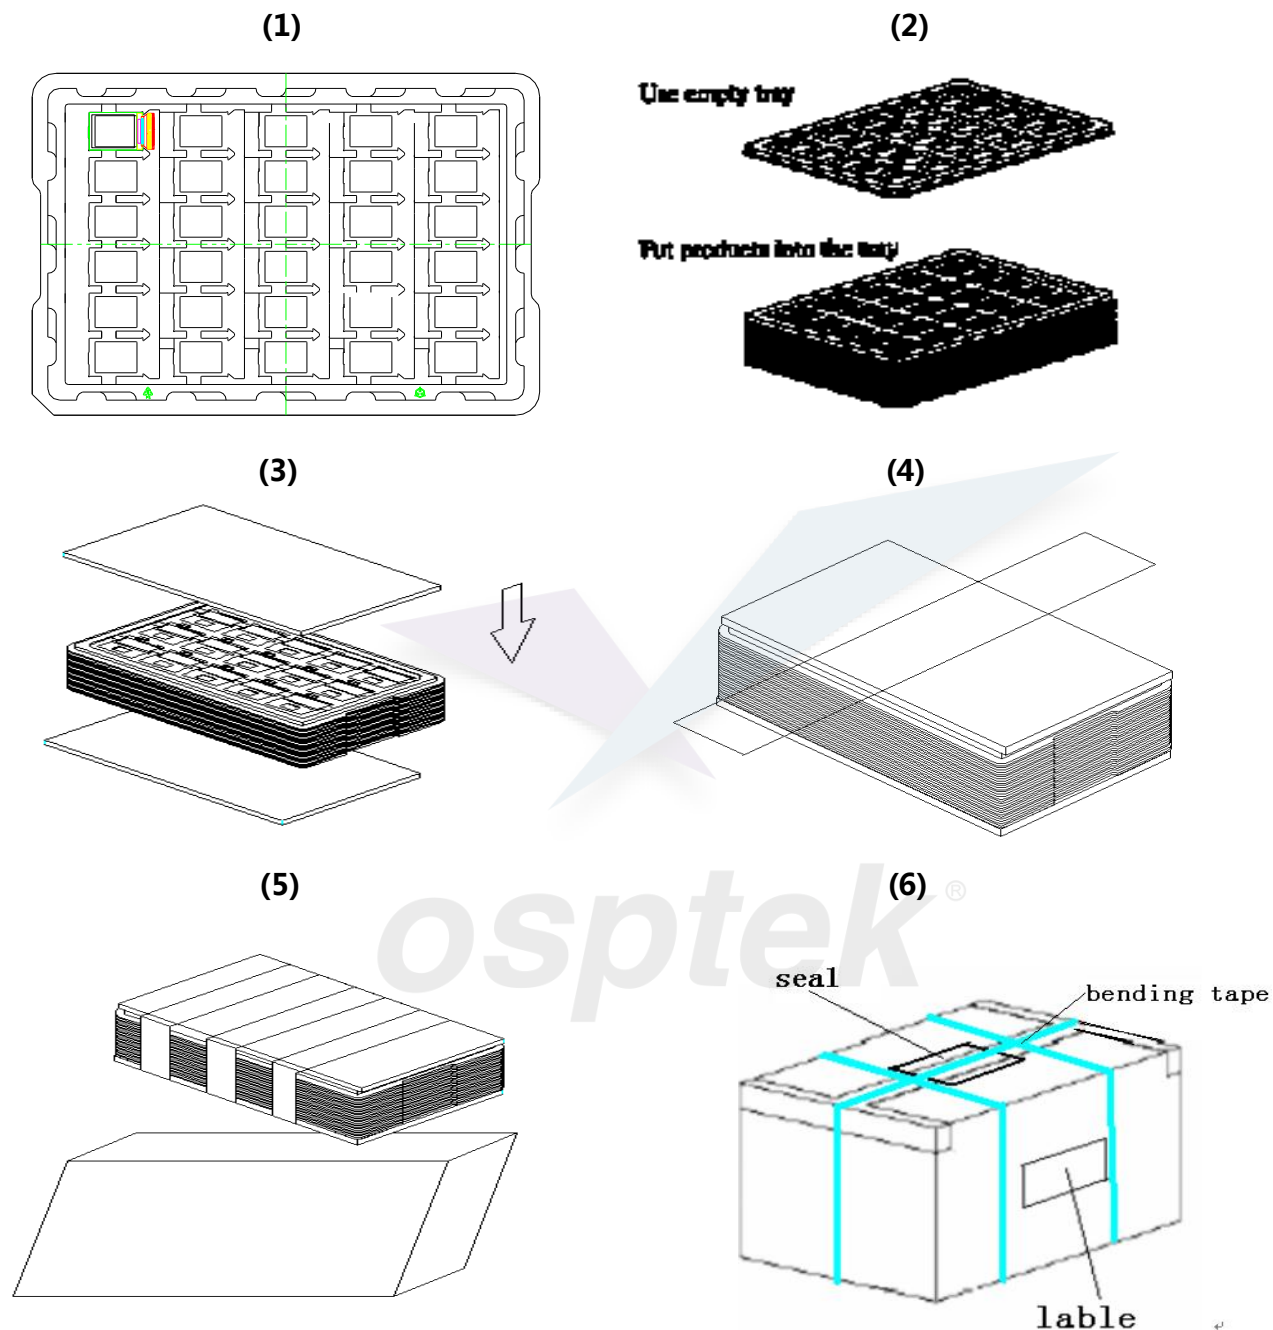 (1)
(2)
Use empty tray
Put products into the tray
(3)
(4)
(5)
(6)
osptek®
seal
bending tape
lable